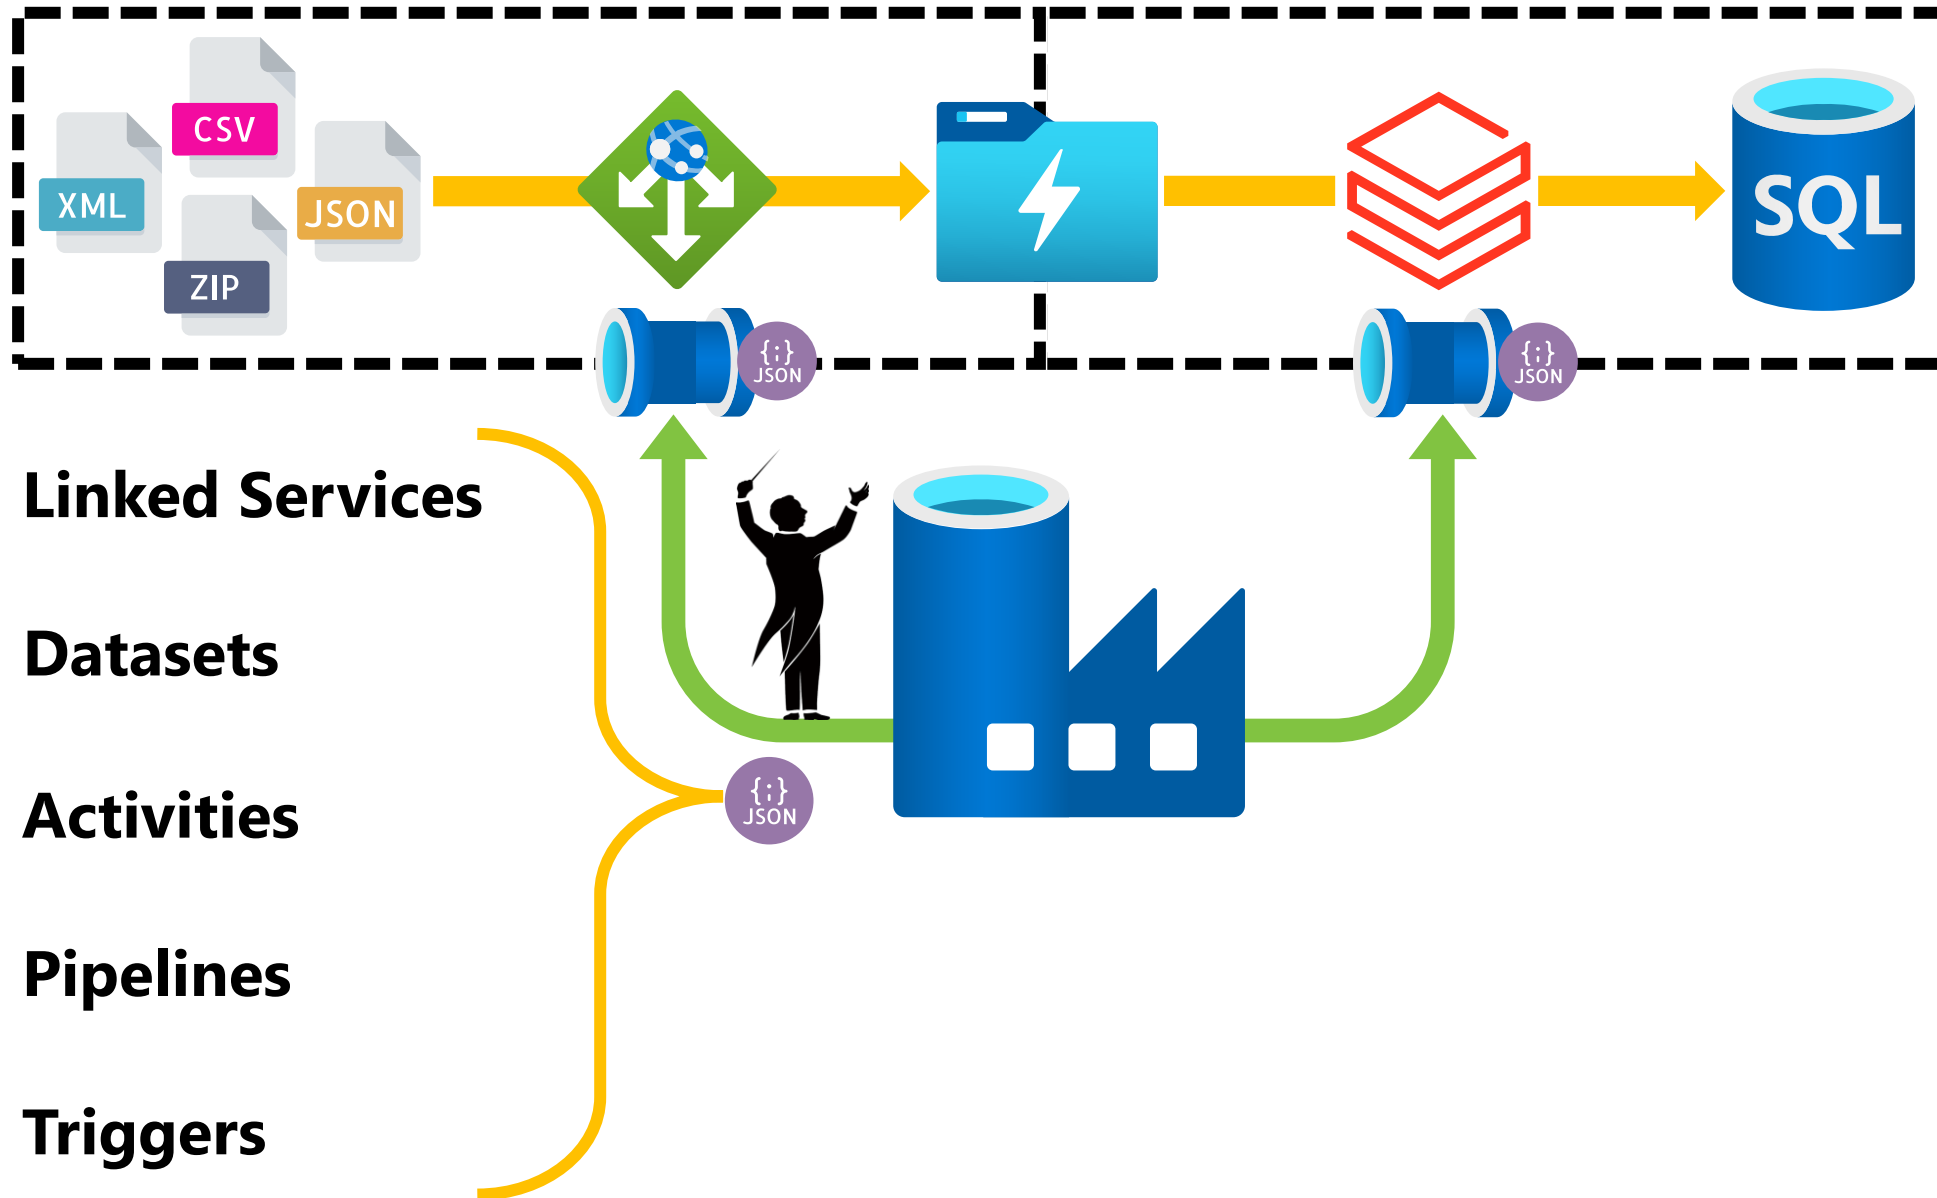 CSV
XML
JSON
ZIP
SQL
{:}
JSON
{:}
JSON
Linked Services
Datasets
Activities
{:}
JSON
Pipelines
Triggers